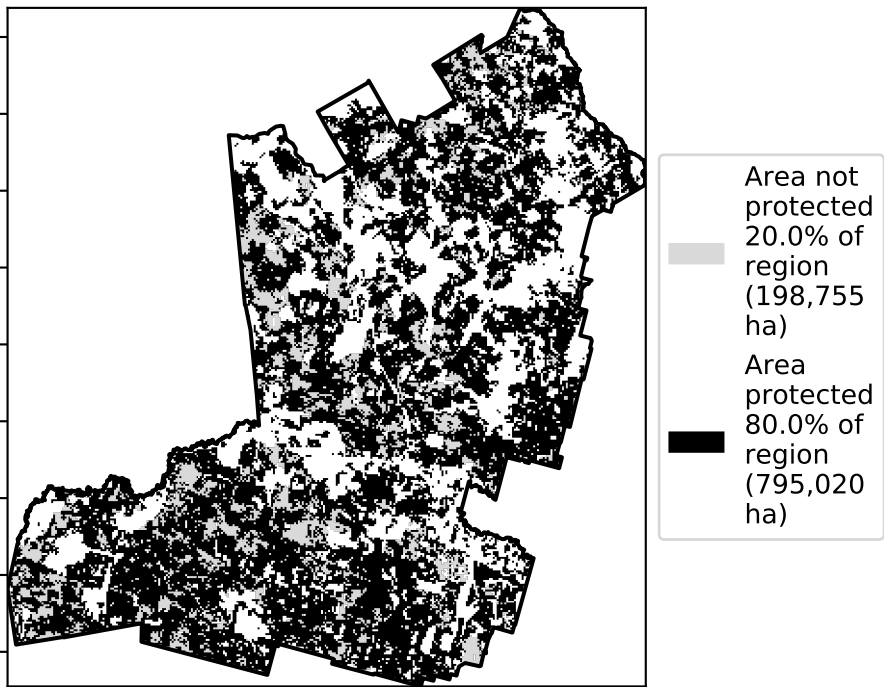 Area not
protected
20.0% of
region
(198,755
ha)
Area
protected
80.0% of
region
(795,020
ha)